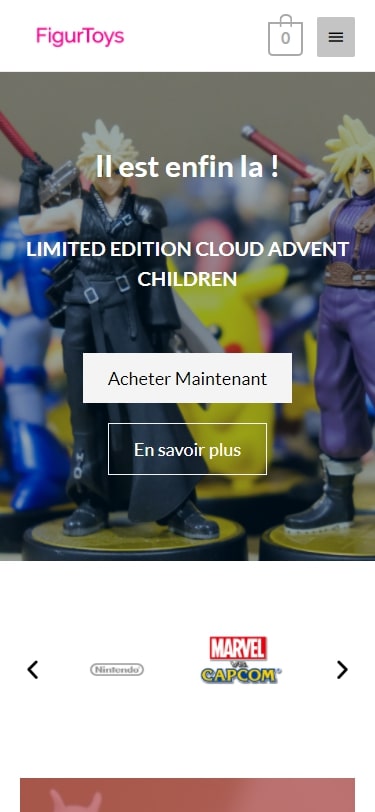 FigurToys
0
Il est enfin la !
LIMITED EDITION CLOUD ADVENT
CHILDREN
Acheter Maintenant
En savoir plus
Nintendo
MARVEL
VS.
CAPCOM